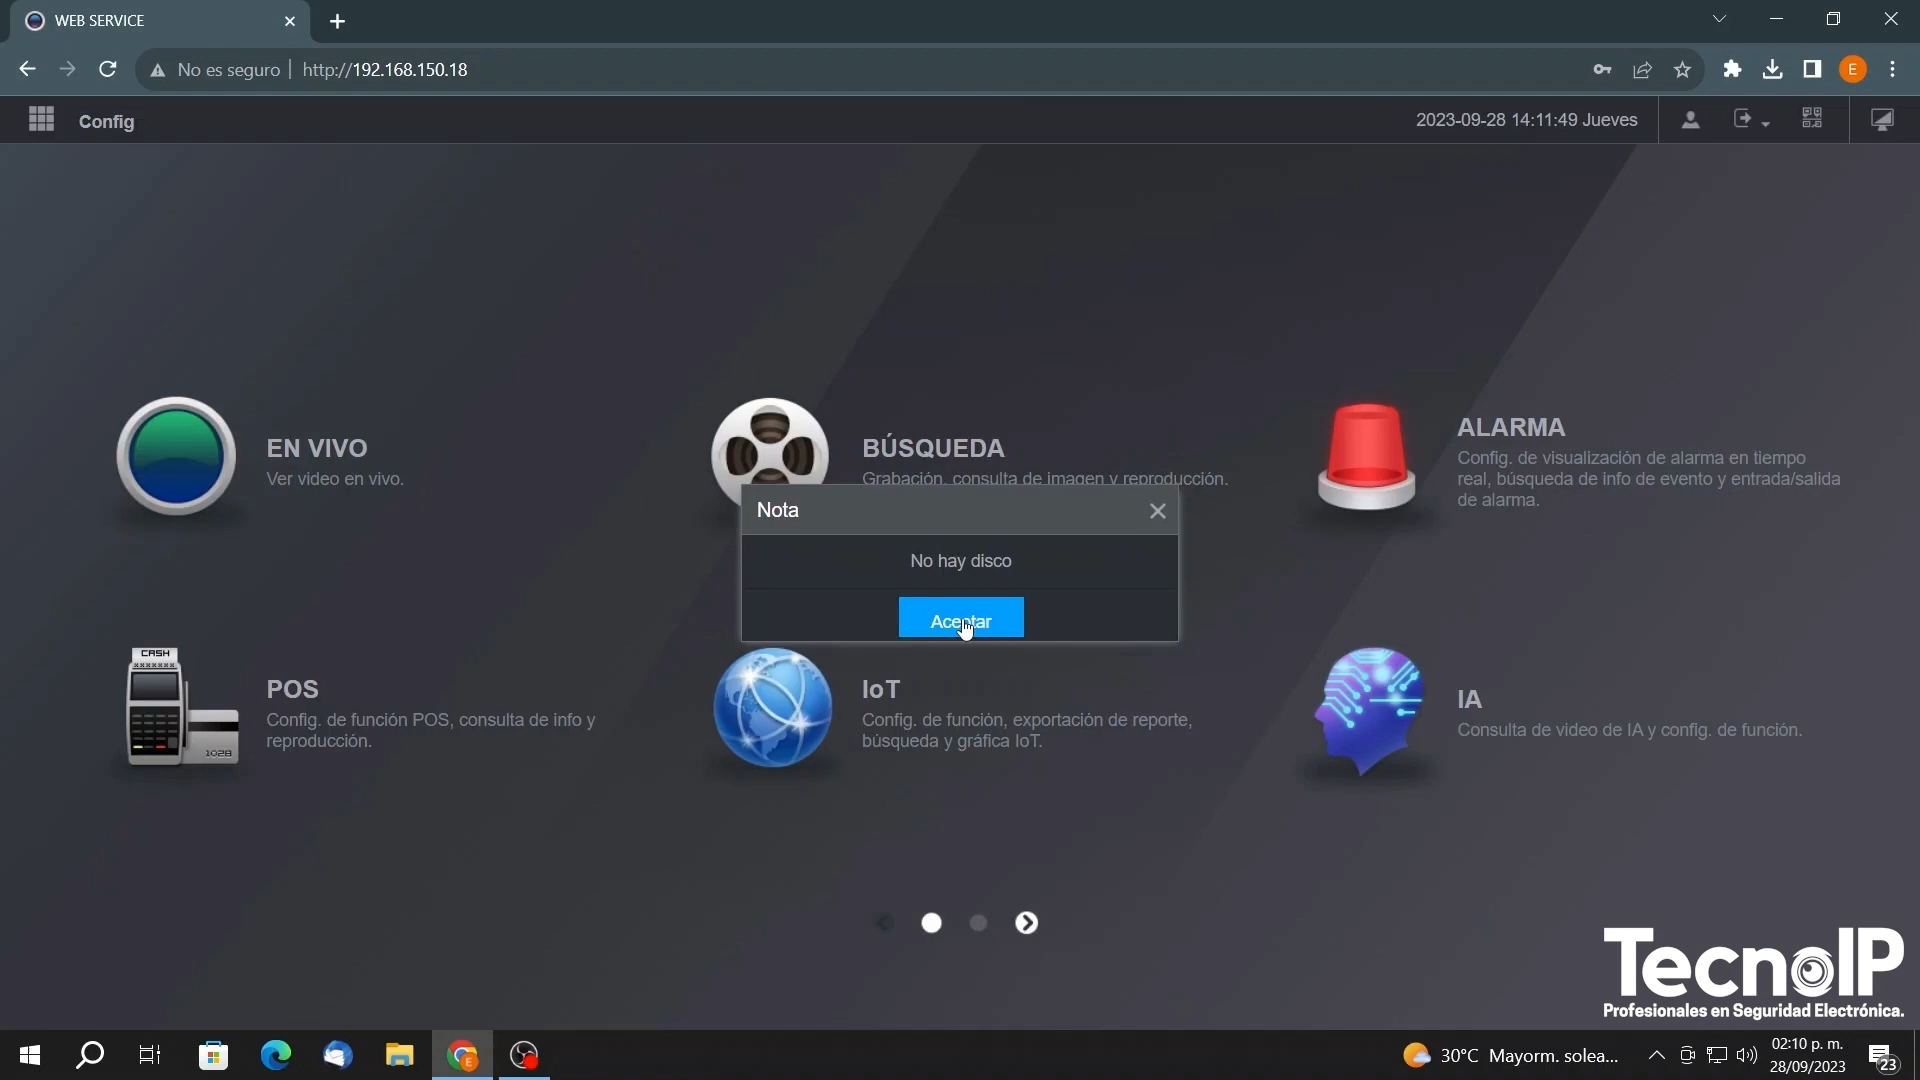 WEB SERVICE
No es seguro | http://192.168.150.18
E
Config
2023-09-28 14:11:49 Jueves
EN VIVO
Ver video en vivo.
BÚSQUEDA
Grabación, consulta de imagen y reproducción.
ALARMA
Config. de visualización de alarma en tiempo
real, búsqueda de info de evento y entrada/salida
de alarma.
Nota
No hay disco
Aceptar
CASH
1028
POS
Config. de función POS, consulta de info y
reproducción.
IoT
Config. de función, exportación de reporte,
búsqueda y gráfica IoT.
IA
Consulta de video de IA y config. de función.
TecnoIP
Profesionales en Seguridad Electrónica.
E
30°C Mayorm. solea...
02:10 p. m.
28/09/2023
23